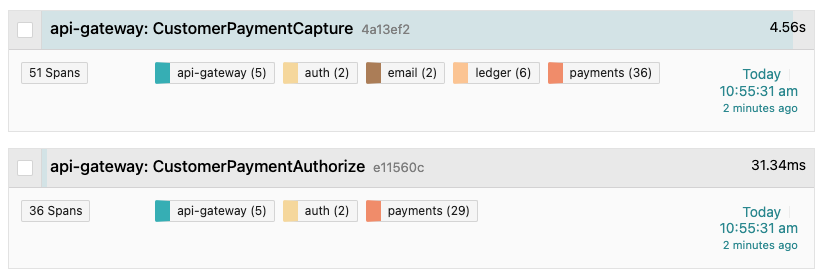 api-gateway: CustomerPaymentCapture 4a13ef2 4.56s
51 Spans api-gateway (5) auth (2) email (2) ledger (6) payments (36) Today
10:55:31 am
2 minutes ago
api-gateway: CustomerPaymentAuthorize e11560c 31.34ms
36 Spans api-gateway (5) auth (2) payments (29) Today
10:55:31 am
2 minutes ago